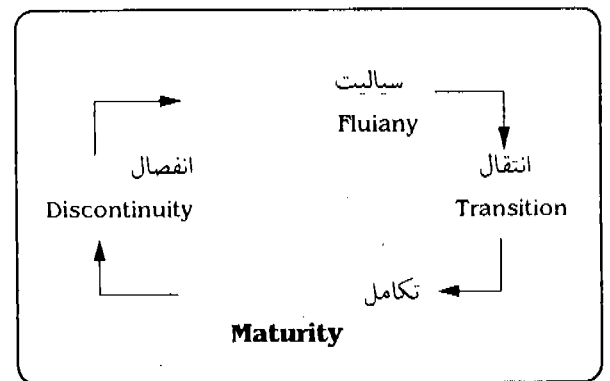 سیالیت
Fluiany
انتقال
Transition
انفصال
Discontinuity
تکامل
Maturity